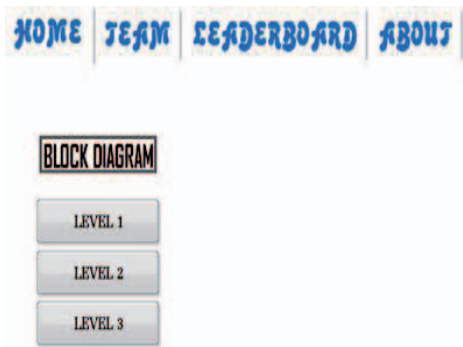 HOME TEAM LEADERBOARD ABOUT
BLOCK DIAGRAM
LEVEL 1
LEVEL 2
LEVEL 3